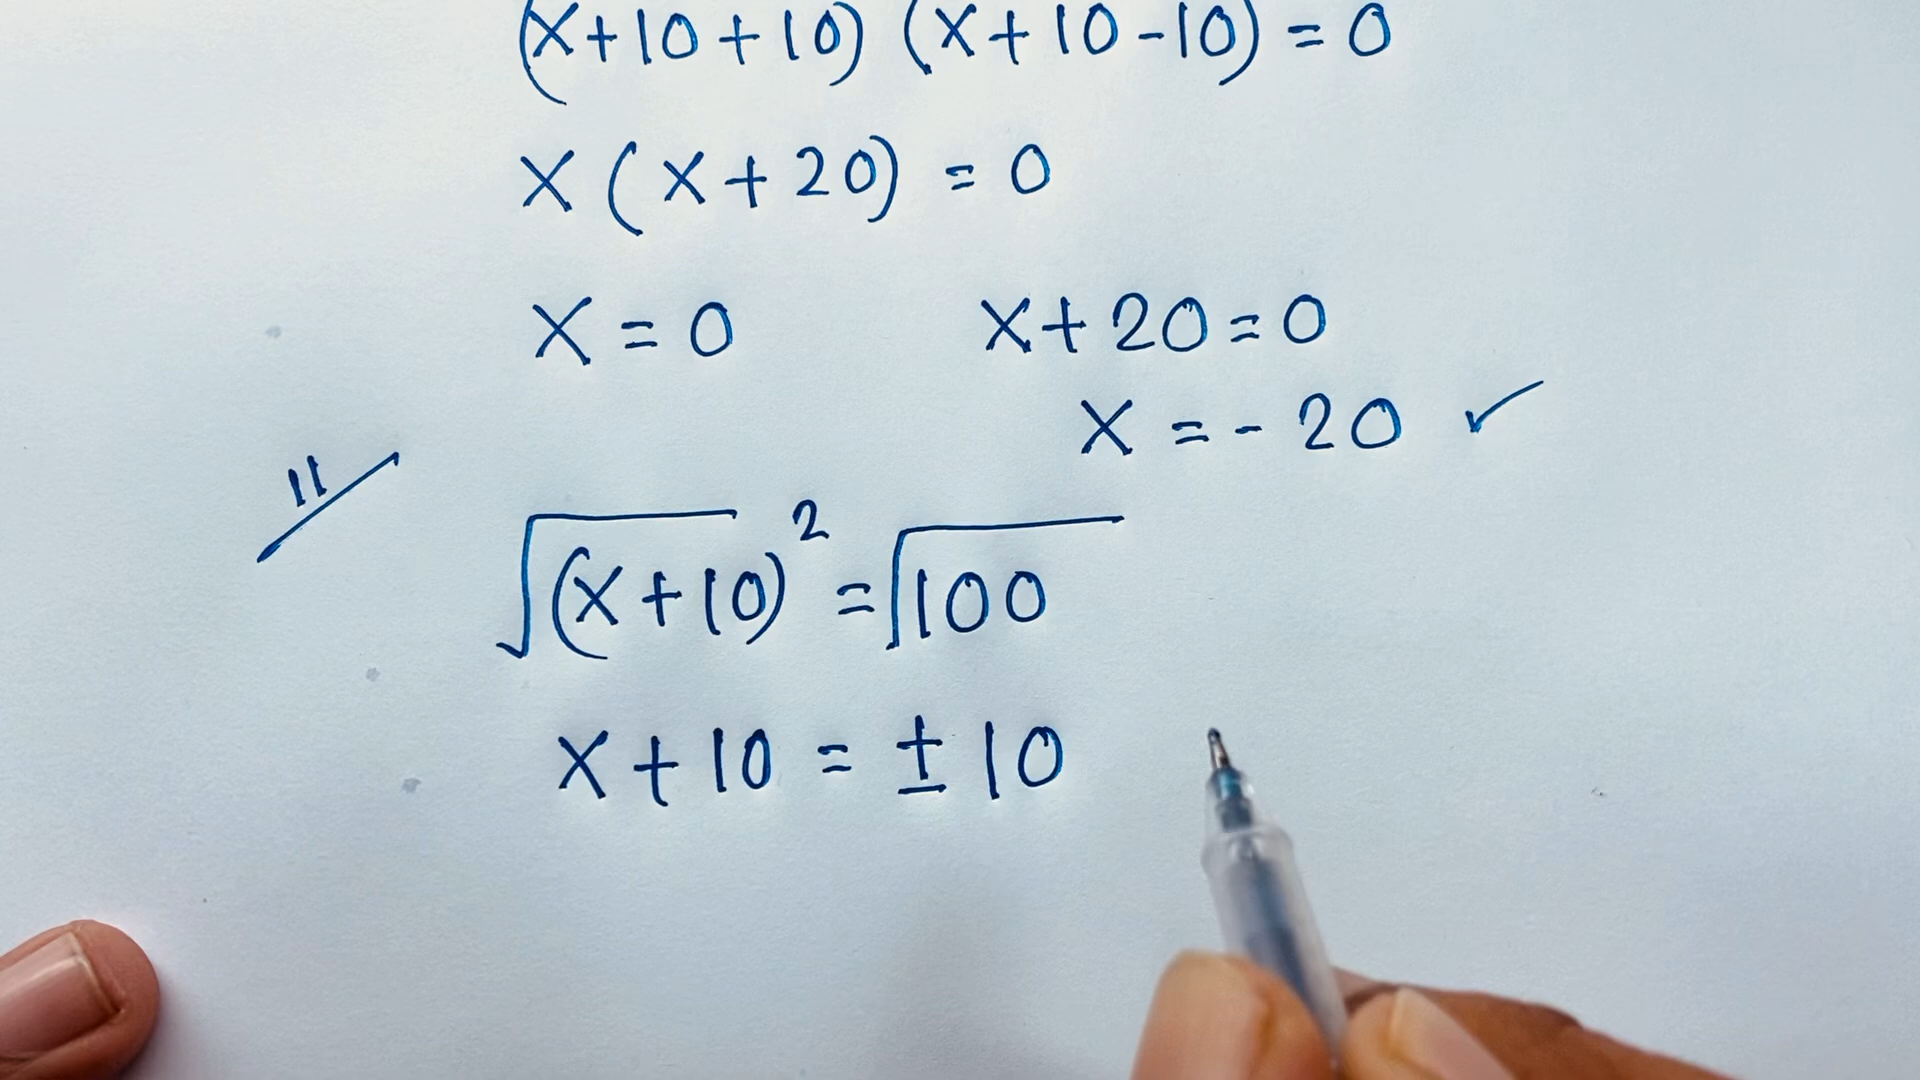 (x+10+10) (x+10-10) = 0
x(x+20) = 0
x = 0 x+20=0
x = -20 ✓
11
√(x+10)² = √100
x+10 = ±10